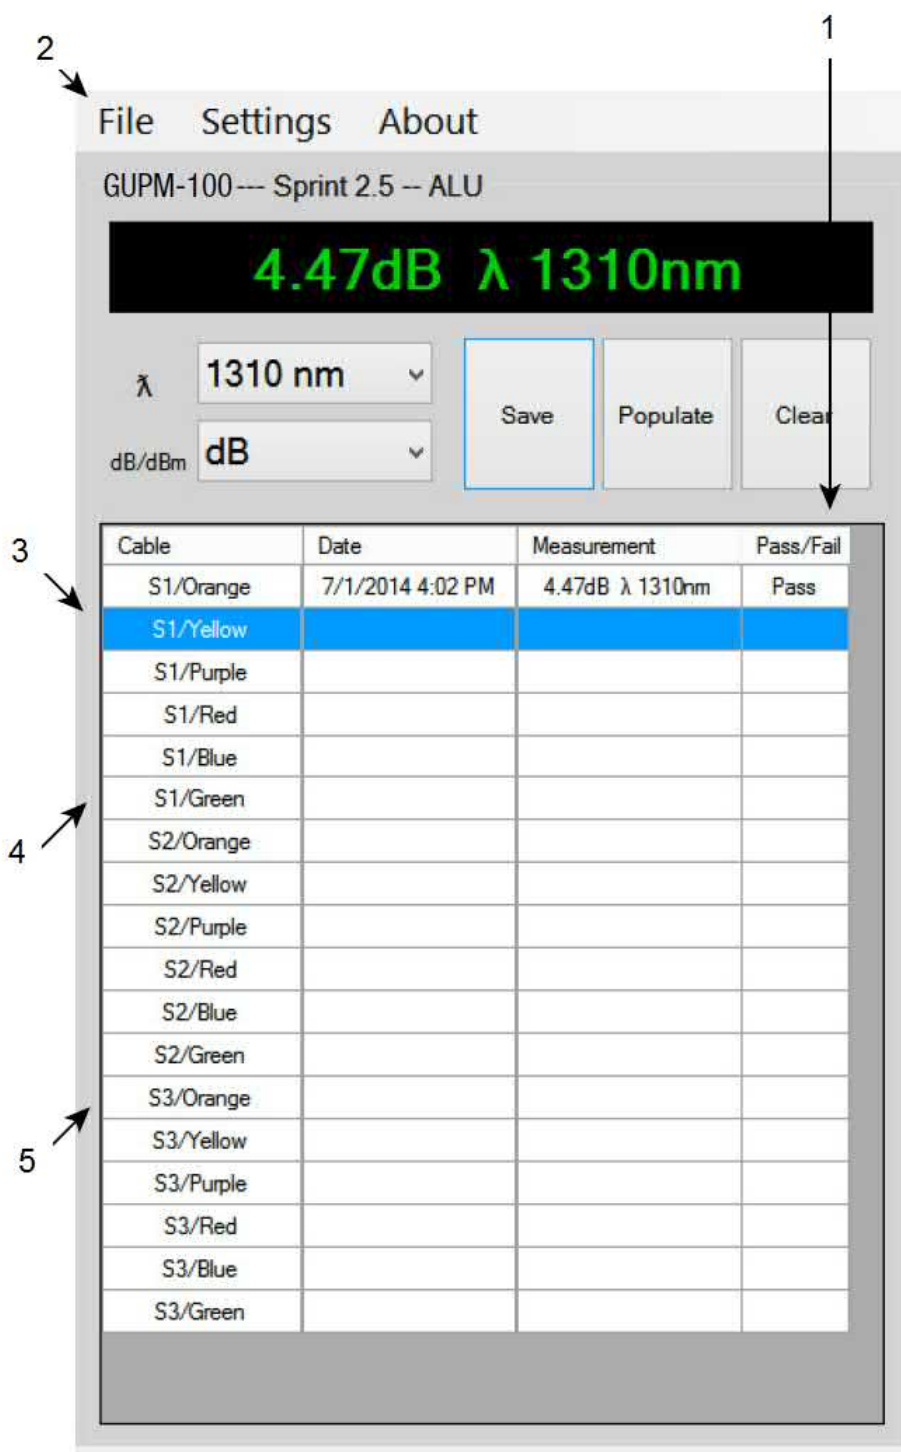 1
2
File Settings About
GUPM-100--- Sprint 2.5 -- ALU
4.47dB λ 1310nm
λ 1310 nm
Save Populate Clear
dB/dBm dB
Cable Date Measurement Pass/Fail
3
S1/Orange 7/1/2014 4:02 PM 4.47dB λ 1310nm Pass
S1/Yellow
S1/Purple
S1/Red
S1/Blue
S1/Green
4
S2/Orange
S2/Yellow
S2/Purple
S2/Red
S2/Blue
S2/Green
S3/Orange
S3/Yellow
5
S3/Purple
S3/Red
S3/Blue
S3/Green